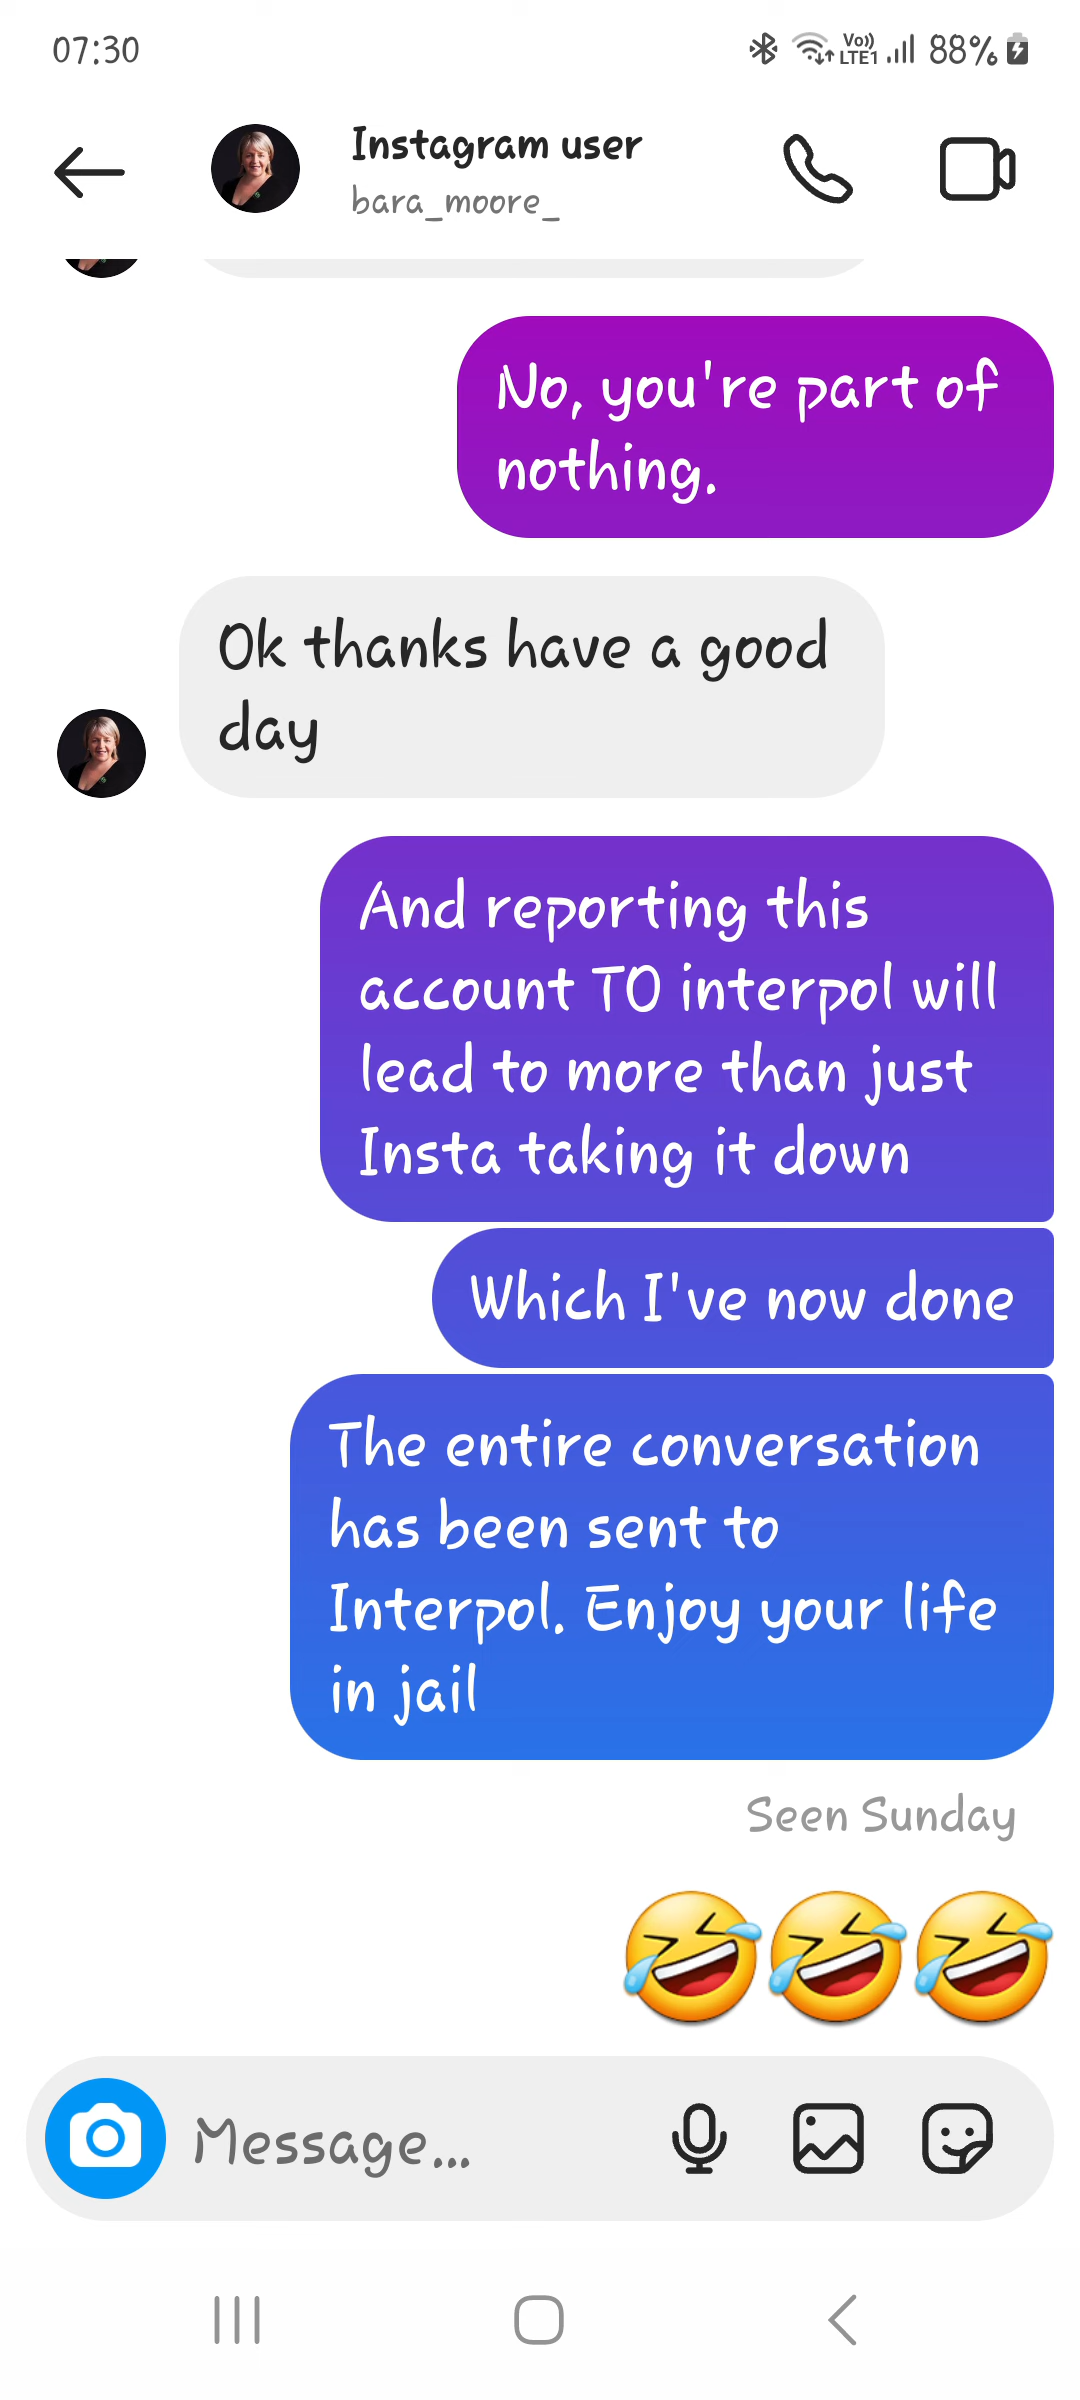 07:30
Vo)) LTE1 88%
Instagram user
bara_moore_
No, you're part of
nothing.
Ok thanks have a good
day
And reporting this
account TO interpol will
lead to more than just
Insta taking it down
Which I've now done
The entire conversation
has been sent to
Interpol. Enjoy your life
in jail
Seen Sunday
🤣🤣🤣
Message...